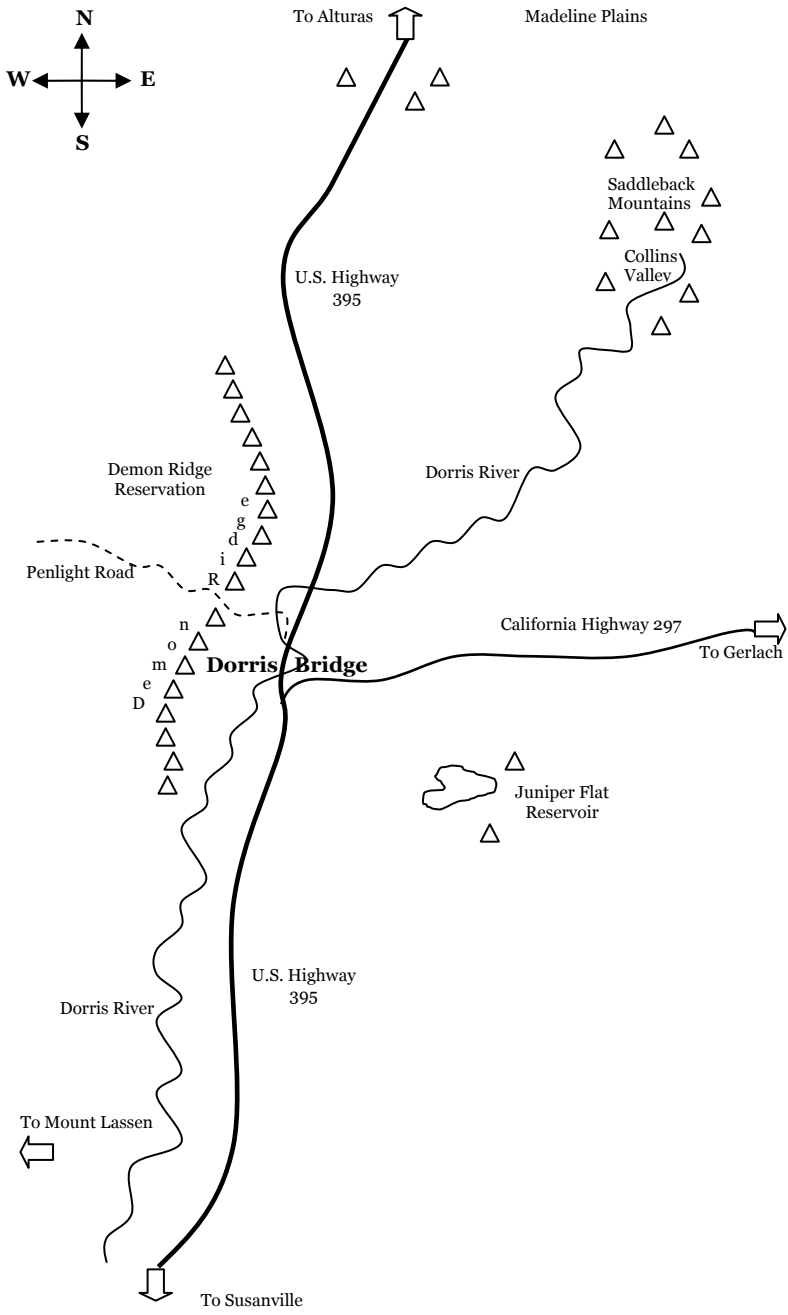 N
W E
S
To Alturas
Madeline Plains
Saddleback
Mountains
Collins
Valley
U.S. Highway
395
Demon Ridge
Reservation
Dorris River
e
g
d
i
R
Penlight Road
n
o
m
e
D
California Highway 297
To Gerlach
Dorris Bridge
Juniper Flat
Reservoir
U.S. Highway
395
Dorris River
To Mount Lassen
To Susanville